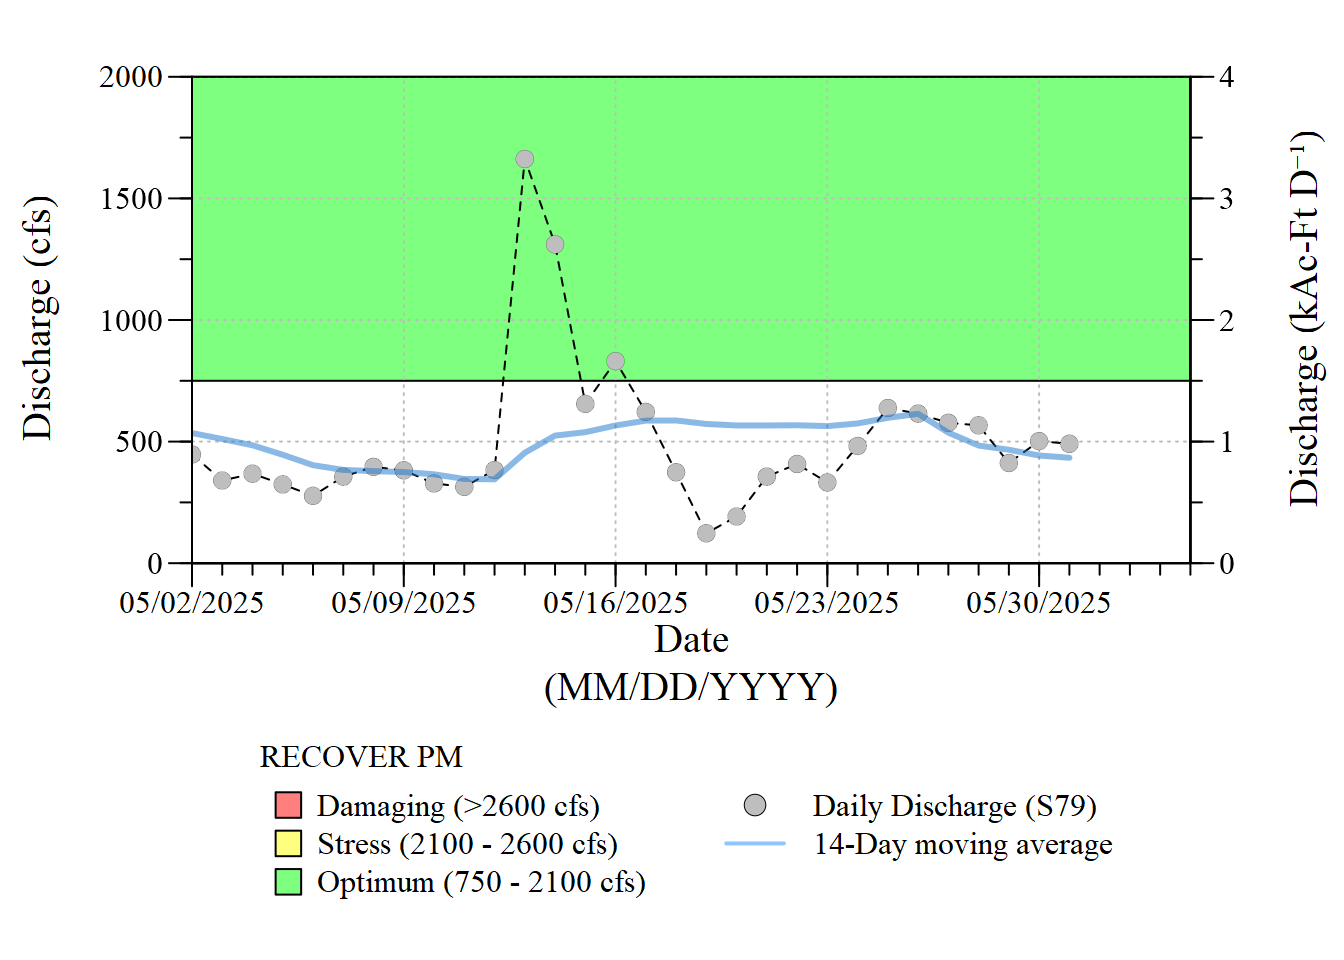 2000
1500
1000
500
0
Discharge (cfs)
4
3
2
1
0
Discharge (kAc-Ft D⁻¹)
05/02/2025 05/09/2025 05/16/2025 05/23/2025 05/30/2025
Date
(MM/DD/YYYY)
RECOVER PM
Damaging (>2600 cfs)
Stress (2100 - 2600 cfs)
Optimum (750 - 2100 cfs)
Daily Discharge (S79)
14-Day moving average